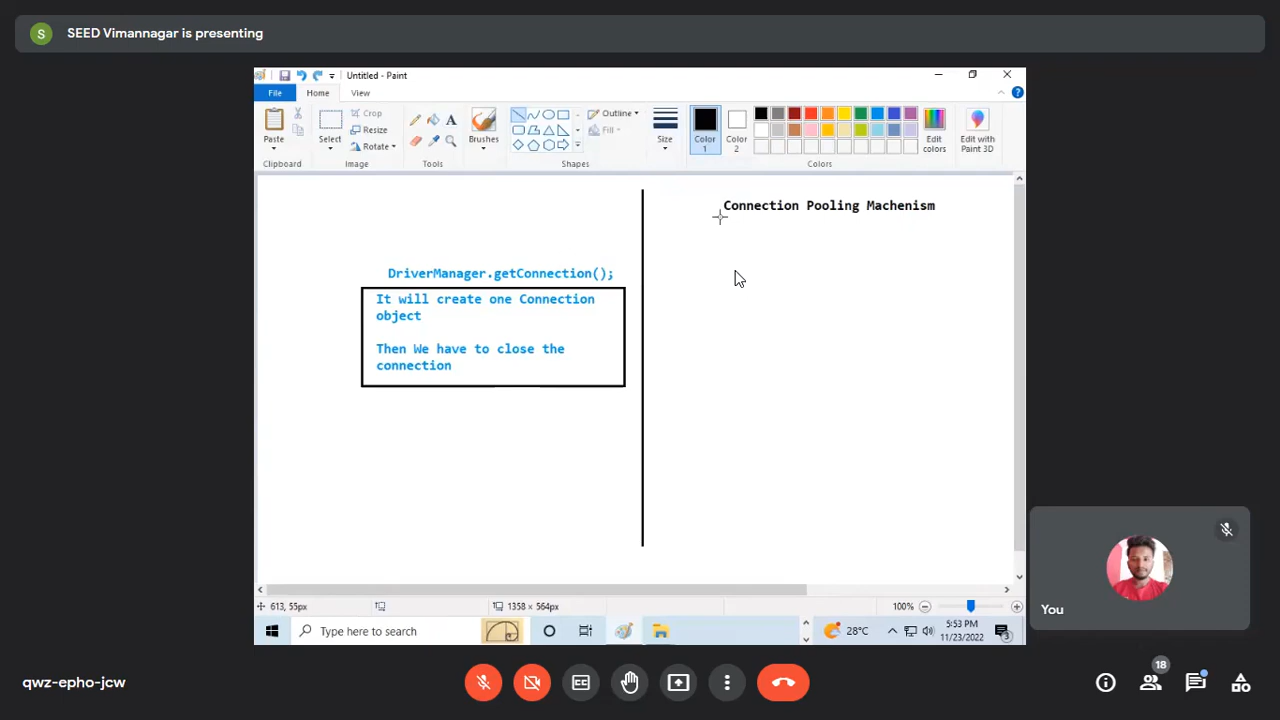 S
SEED Vimannagar is presenting
Untitled - Paint
File
Home
View
Paste
Clipboard
Select
Crop
Resize
Rotate
Image
A
Tools
Brushes
Outline
Fill
Shapes
Size
Color 1
Color 2
Colors
Edit colors
Edit with Paint 3D
Connection Pooling Machenism
DriverManager.getConnection();
It will create one Connection
object
Then We have to close the
connection
613, 55px
1358 × 564px
100%
Type here to search
28°C
5:53 PM
11/23/2022
3
You
qwz-epho-jcw
18